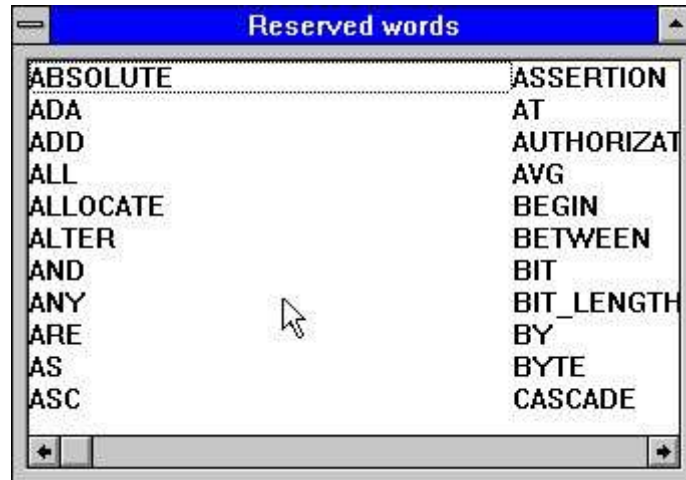 Reserved words
ABSOLUTE
ADA
ADD
ALL
ALLOCATE
ALTER
AND
ANY
ARE
AS
ASC
ASSERTION
AT
AUTHORIZAT
AVG
BEGIN
BETWEEN
BIT
BIT_LENGTH
BY
BYTE
CASCADE